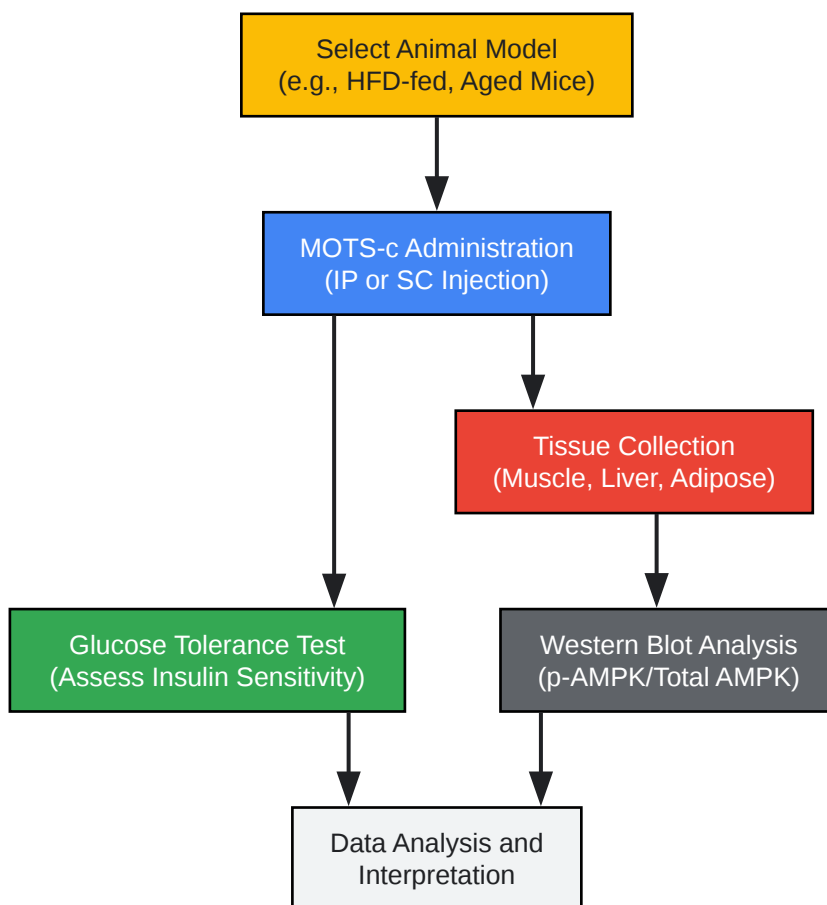 Select Animal Model
(e.g., HFD-fed, Aged Mice)
MOTS-c Administration
(IP or SC Injection)
Tissue Collection
(Muscle, Liver, Adipose)
Glucose Tolerance Test
(Assess Insulin Sensitivity)
Western Blot Analysis
(p-AMPK/Total AMPK)
Data Analysis and
Interpretation